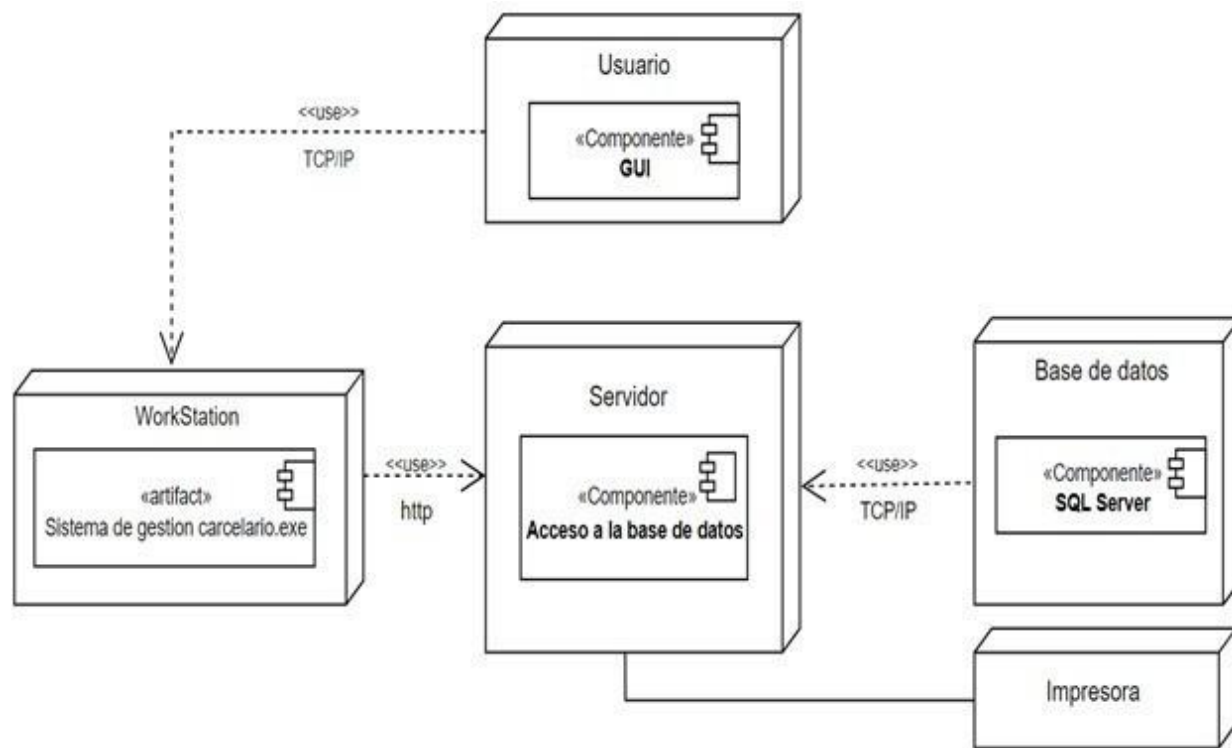 Usuario
«Componente»
GUI
<<use>>
TCP/IP
WorkStation
«artifact»
Sistema de gestion carcelario.exe
<<use>>
http
Servidor
«Componente»
Acceso a la base de datos
<<use>>
TCP/IP
Base de datos
«Componente»
SQL Server
Impresora